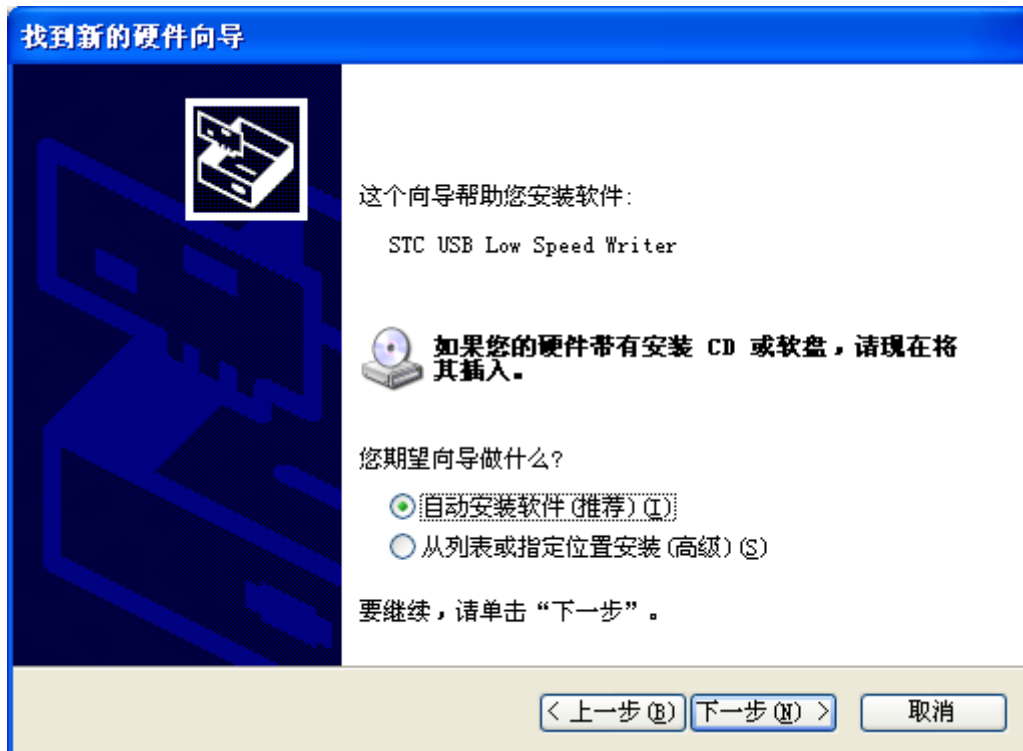 找到新的硬件向导
这个向导帮助您安装软件:
STC USB Low Speed Writer
如果您的硬件带有安装 CD 或软盘，请现在将
其插入。
您期望向导做什么?
自动安装软件(推荐)(I)
从列表或指定位置安装(高级)(S)
要继续，请单击“下一步”。
< 上一步(B) 下一步(N) > 取消